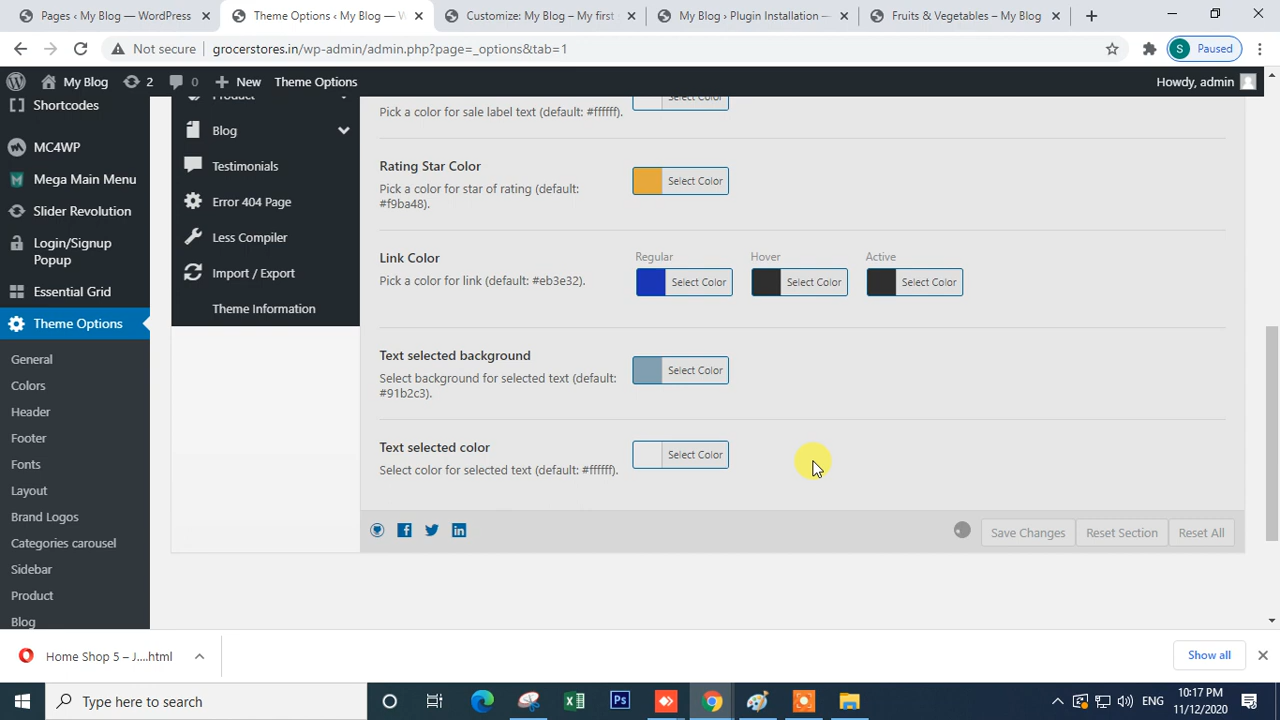 Pages ‹ My Blog — WordPress
Theme Options ‹ My Blog — W
Customize: My Blog – My first
My Blog › Plugin Installation —
Fruits & Vegetables – My Blog
Not secure
grocerstores.in/wp-admin/admin.php?page=_options&tab=1
Paused
S
My Blog
2
0
New
Theme Options
Howdy, admin
Shortcodes
MC4WP
Mega Main Menu
Slider Revolution
Login/Signup
Popup
Essential Grid
Theme Options
General
Colors
Header
Footer
Fonts
Layout
Brand Logos
Categories carousel
Sidebar
Product
Blog
Product
Blog
Testimonials
Error 404 Page
Less Compiler
Import / Export
Theme Information
Pick a color for sale label text (default: #ffffff).
Select Color
Rating Star Color
Pick a color for star of rating (default:
#f9ba48).
Select Color
Link Color
Pick a color for link (default: #eb3e32).
Regular
Hover
Active
Select Color
Select Color
Select Color
Text selected background
Select background for selected text (default:
#91b2c3).
Select Color
Text selected color
Select color for selected text (default: #ffffff).
Select Color
Save Changes
Reset Section
Reset All
Home Shop 5 – J....html
Show all
Type here to search
ENG
10:17 PM
11/12/2020